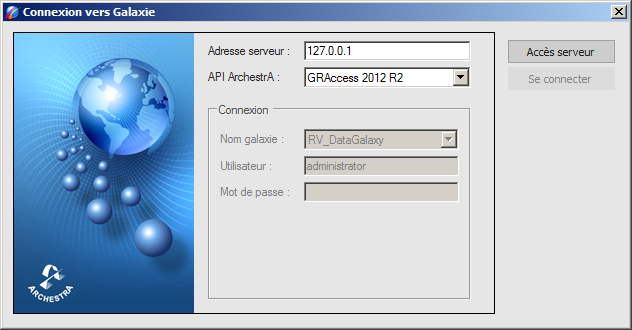 Connexion vers Galaxie
Adresse serveur : 127.0.0.1
Accès serveur
API ArchestrA : GRAccess 2012 R2
Se connecter
Connexion
Nom galaxie : RV_DataGalaxy
Utilisateur : administrator
Mot de passe :
ARCHESTRA